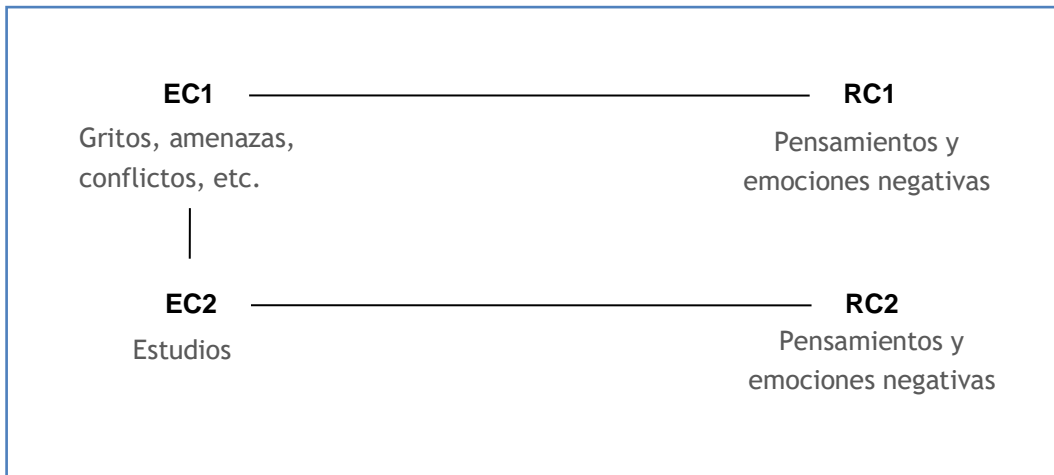 EC1 RC1
Gritos, amenazas,
conflictos, etc.
Pensamientos y
emociones negativas
EC2 RC2
Estudios
Pensamientos y
emociones negativas